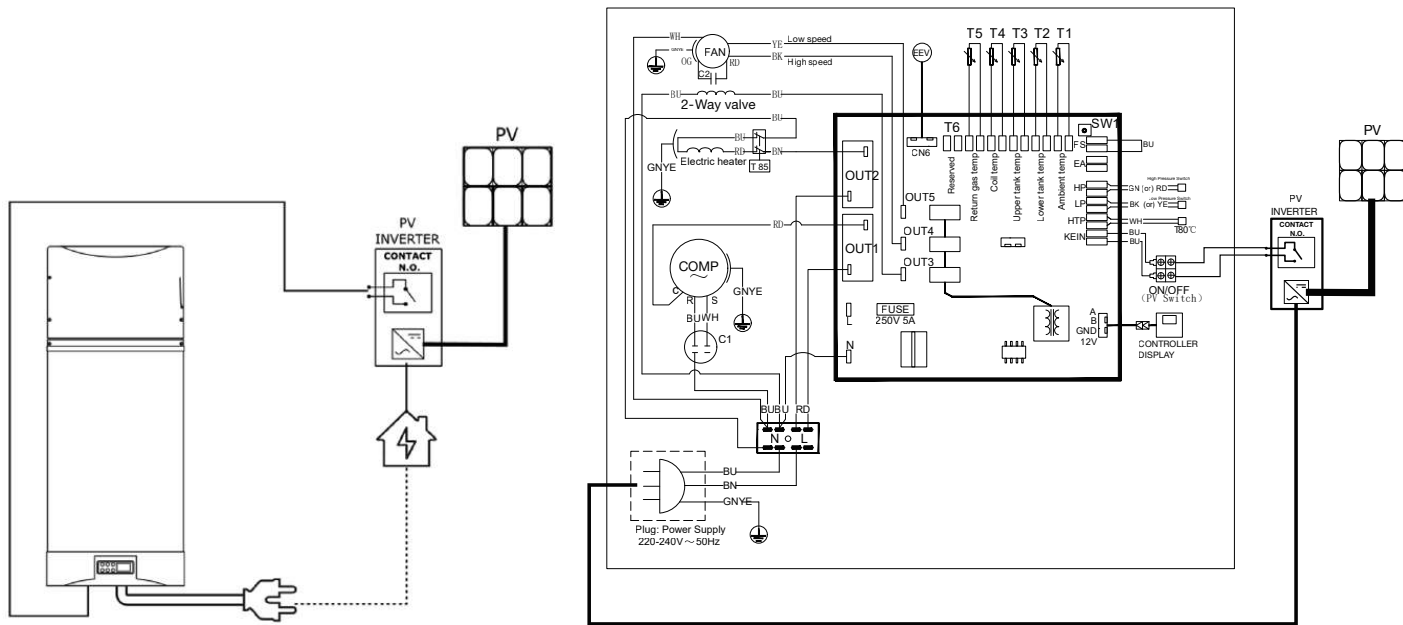 PV
PV
INVERTER
CONTACT
N.O.
WH
GNYE
OG
FAN
RD
C2
YE
Low speed
BK
High speed
BU
2-Way valve
BU
BU
BU
RD
BN
GNYE
Electric heater
T 85
EEV
T5
T4
T3
T2
T1
CN6
T6
Reserved
Return gas temp
Coil temp
Upper tank temp
Lower tank temp
Ambient temp
SW1
FS
BU
EA
HP
GN (or) RD
High Pressure Switch
LP
BK (or) YE
Low Pressure Switch
HTP
WH
T80℃
KEIN
BU
BU
ON/OFF
(PV Switch)
OUT2
OUT1
OUT5
OUT4
OUT3
RD
COMP
~
C
R
S
GNYE
BU
WH
C1
L
N
FUSE
250V 5A
A
B
GND
12V
CONTROLLER
DISPLAY
BU
BU
RD
N
L
BU
BN
GNYE
Plug: Power Supply
220-240V～50Hz
PV
PV
INVERTER
CONTACT
N.O.